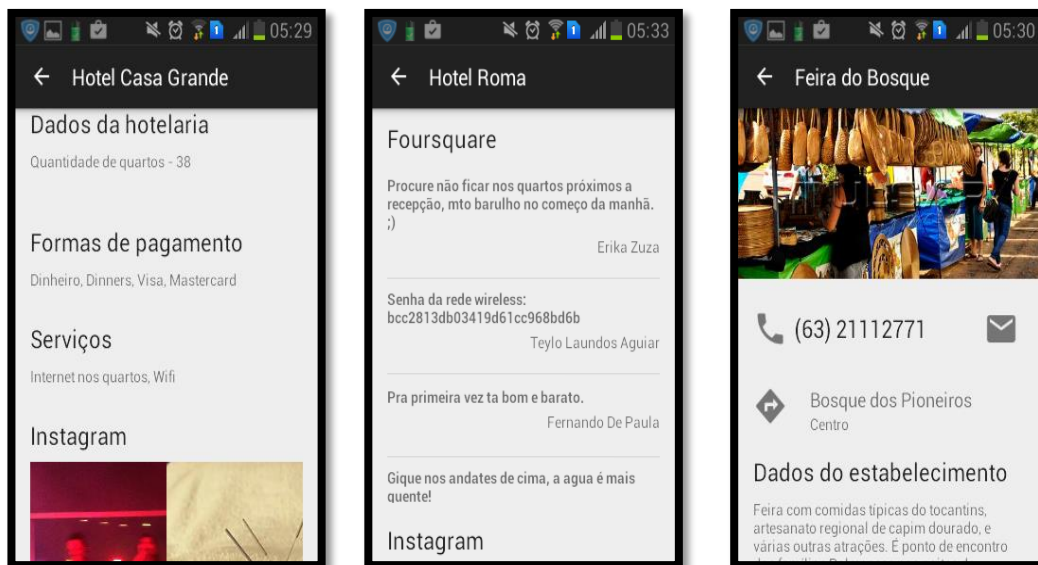 05:29
Hotel Casa Grande
Dados da hotelaria
Quantidade de quartos - 38
Formas de pagamento
Dinheiro, Dinners, Visa, Mastercard
Serviços
Internet nos quartos, Wifi
Instagram
1 05:33
Hotel Roma
Foursquare
Procure não ficar nos quartos próximos a
recepção, mto barulho no começo da manhã.
;)
Erika Zuza
Senha da rede wireless:
bcc2813db03419d61cc968bd6b
Teylo Laundos Aguiar
Pra primeira vez ta bom e barato.
Fernando De Paula
Gique nos andates de cima, a agua é mais
quente!
Instagram
1 05:30
Feira do Bosque
(63) 21112771
Bosque dos Pioneiros
Centro
Dados do estabelecimento
Feira com comidas tipicas do tocantins,
artesanato regional de capim dourado, e
várias outras atrações. É ponto de encontro